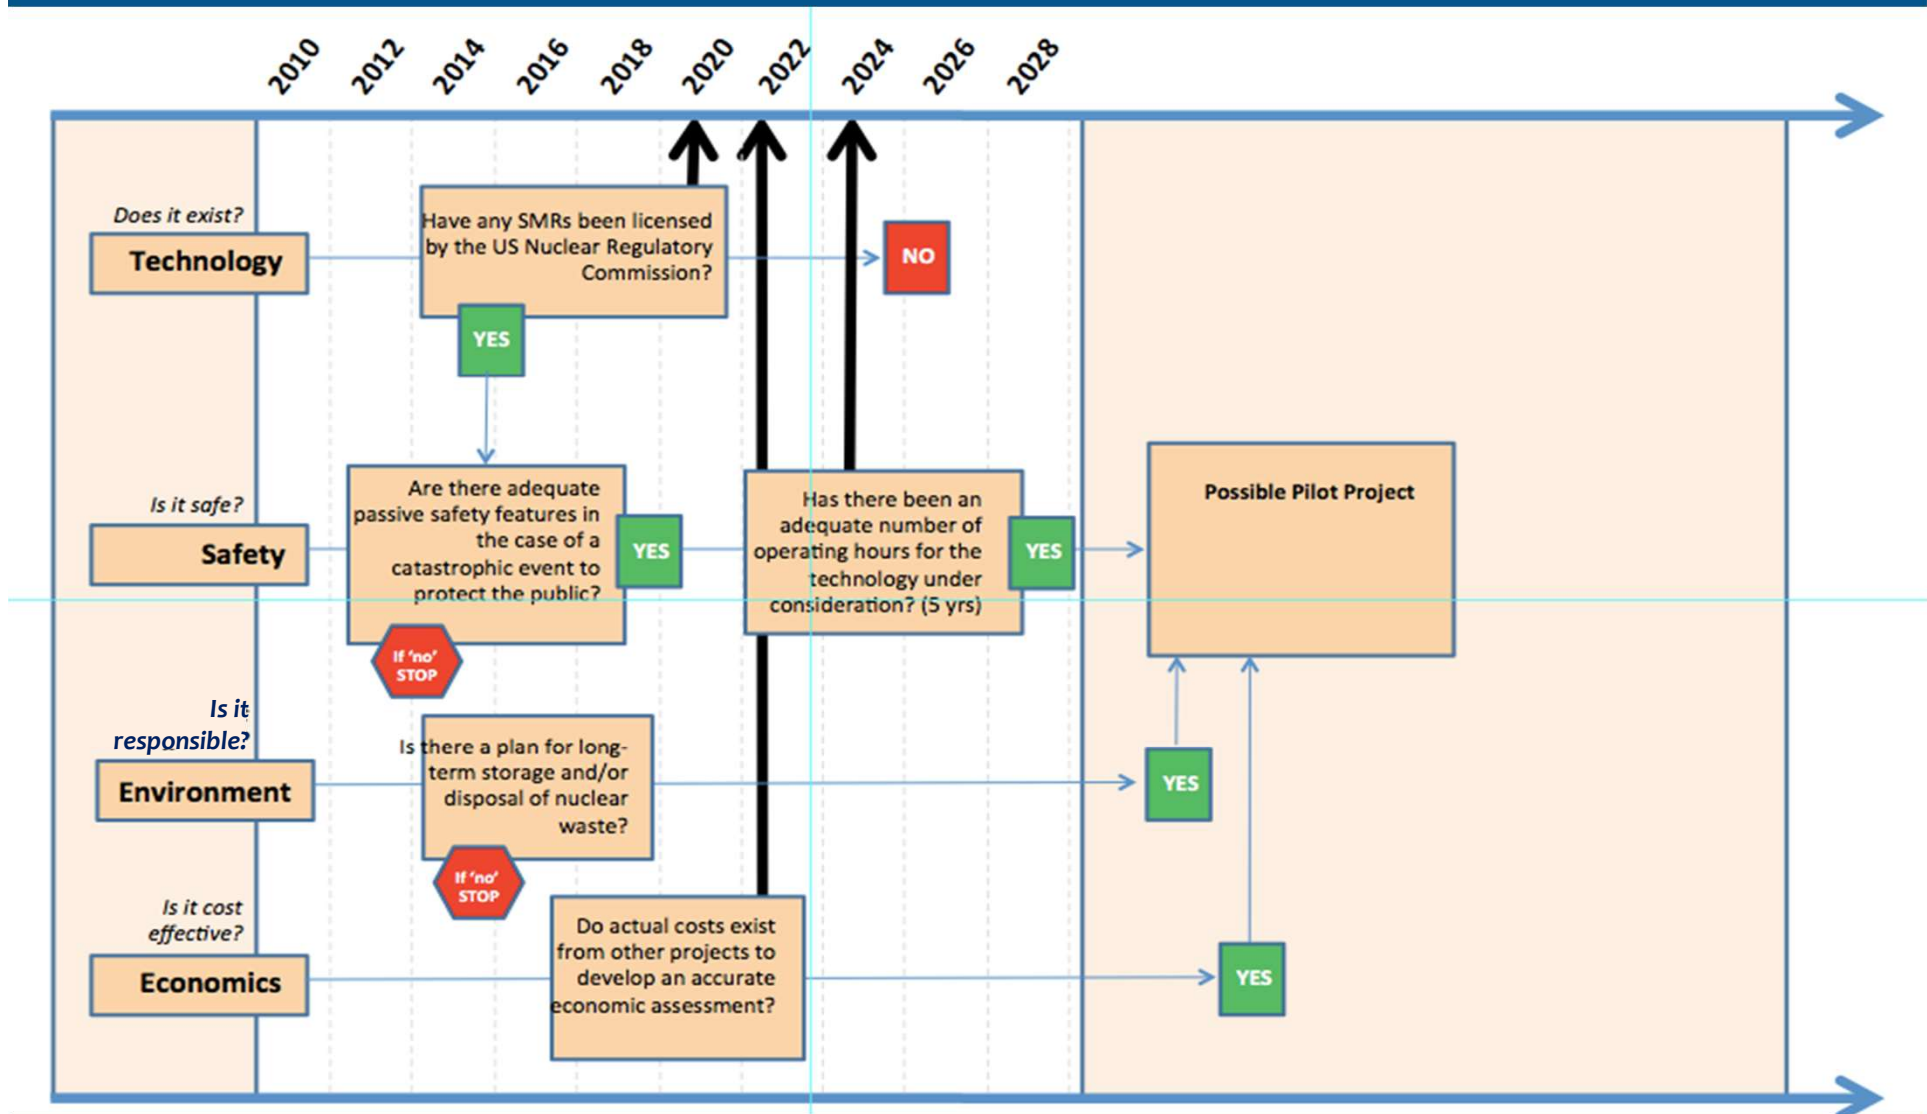 2010
2012
2014
2016
2018
2020
2022
2024
2026
2028
Does it exist?
Technology
Have any SMRs been licensed
by the US Nuclear Regulatory
Commission?
NO
YES
Is it safe?
Safety
Are there adequate
passive safety features in
the case of a
catastrophic event to
protect the public?
YES
If 'no'
STOP
Has there been an
adequate number of
operating hours for the
technology under
consideration? (5 yrs)
YES
Possible Pilot Project
Is it
responsible?
Environment
Is there a plan for long-
term storage and/or
disposal of nuclear
waste?
YES
If 'no'
STOP
Is it cost
effective?
Economics
Do actual costs exist
from other projects to
develop an accurate
economic assessment?
YES